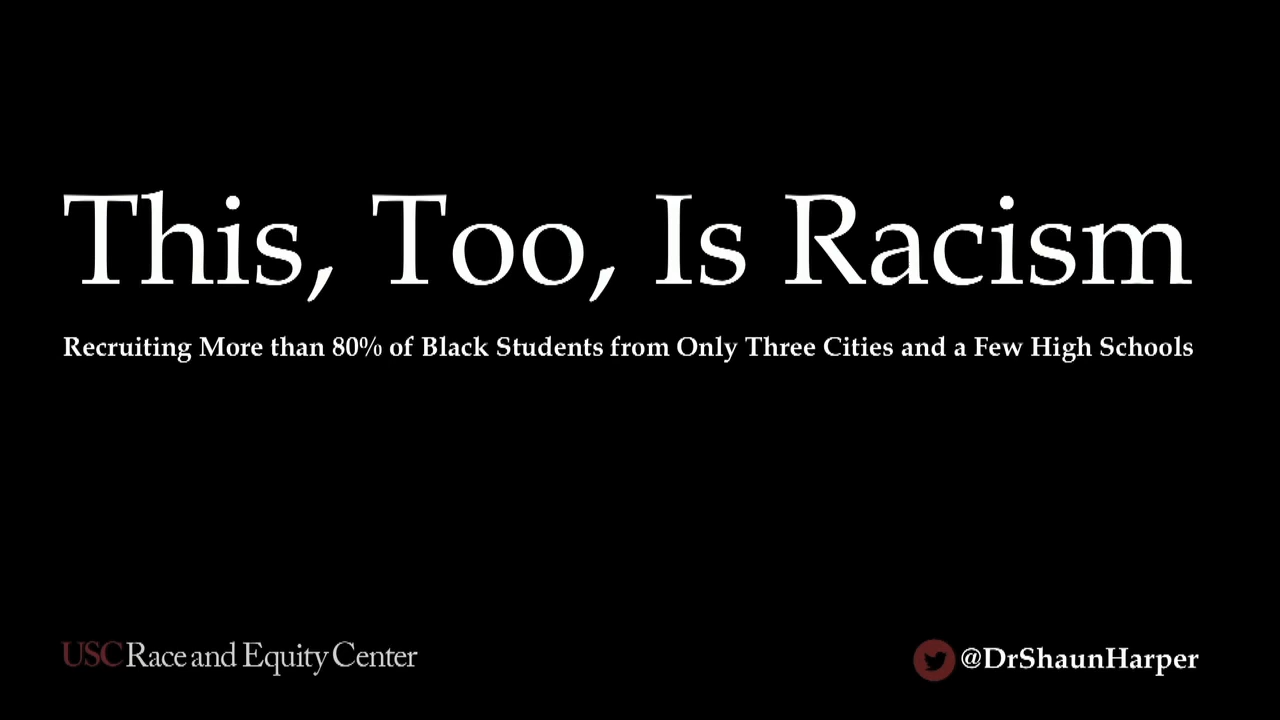 This, Too, Is Racism
Recruiting More than 80% of Black Students from Only Three Cities and a Few High Schools
USC Race and Equity Center
@DrShaunHarper